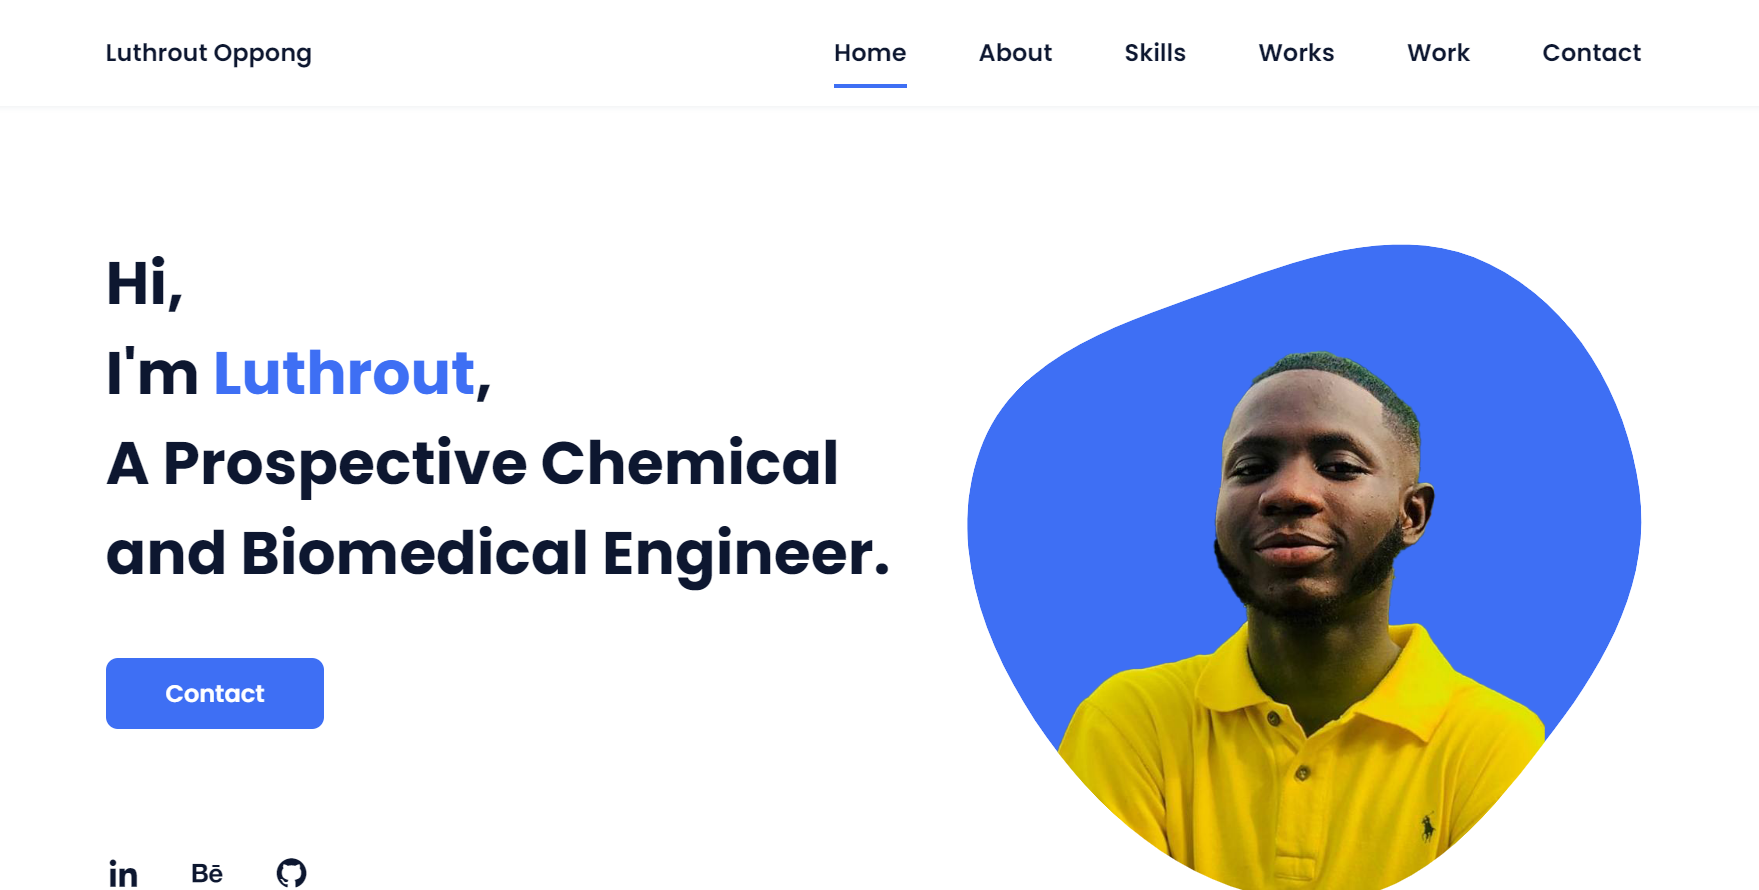 Luthrout Oppong
Home About Skills Works Work Contact
Hi,
I'm Luthrout,
A Prospective Chemical
and Biomedical Engineer.
Contact
in Bē